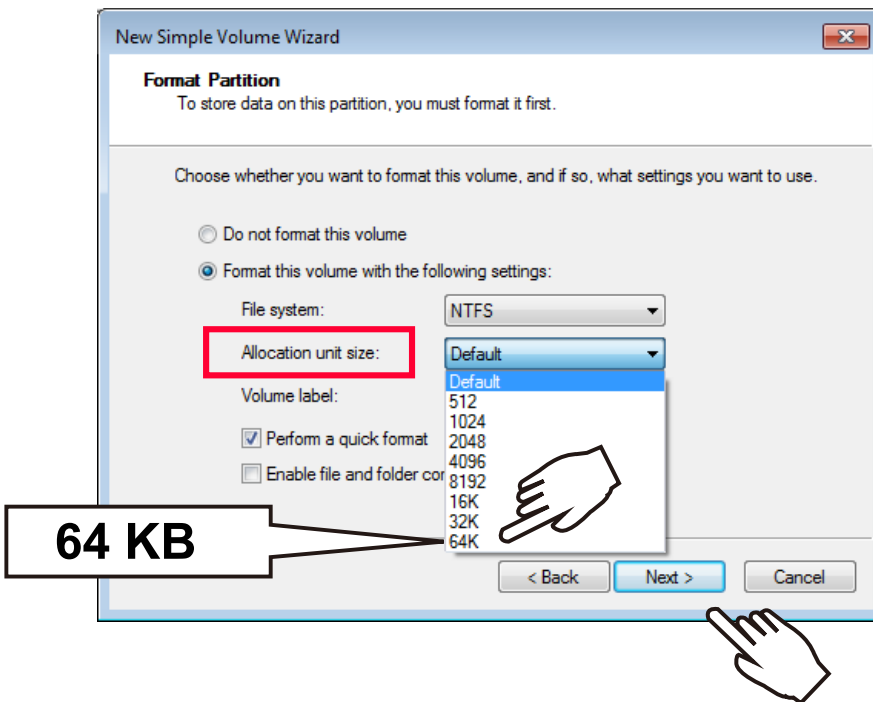 New Simple Volume Wizard
Format Partition
To store data on this partition, you must format it first.
Choose whether you want to format this volume, and if so, what settings you want to use.
Do not format this volume
Format this volume with the following settings:
File system: NTFS
Allocation unit size: Default
Volume label:
Default
512
1024
Perform a quick format 2048
4096
Enable file and folder cor 8192
16K
32K
64K
64 KB
< Back Next > Cancel